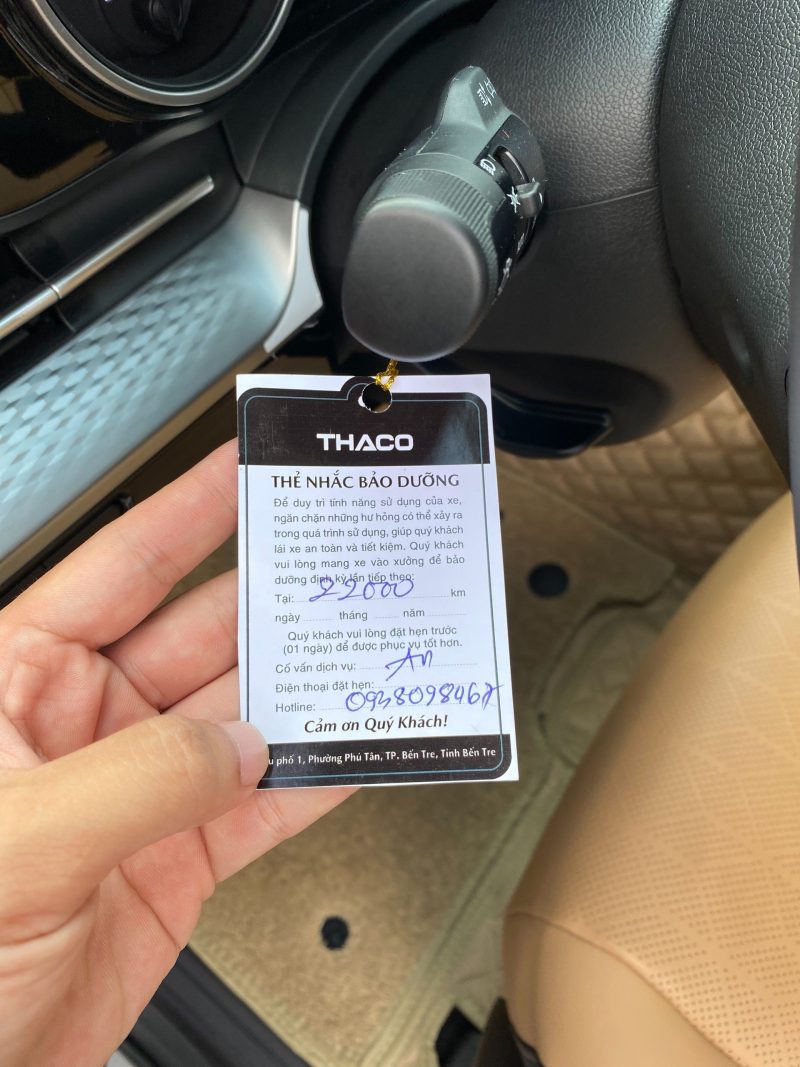 THACO
THẺ NHẮC BẢO DƯỠNG
Để duy trì tính năng sử dụng của xe,
ngăn chặn những hư hỏng có thể xảy ra
trong quá trình sử dụng, giúp quý khách
lái xe an toàn và tiết kiệm. Quý khách
vui lòng mang xe vào xưởng để bảo
dưỡng định kỳ lần tiếp theo:
Tại: 22000 km
ngày tháng năm
Quý khách vui lòng đặt hẹn trước
(01 ngày) để được phục vụ tốt hơn.
Cố vấn dịch vụ: An
Điện thoại đặt hẹn:
Hotline: 0938098467
Cảm ơn Quý Khách!
phố 1, Phường Phú Tân, TP. Bến Tre, Tỉnh Bến Tre